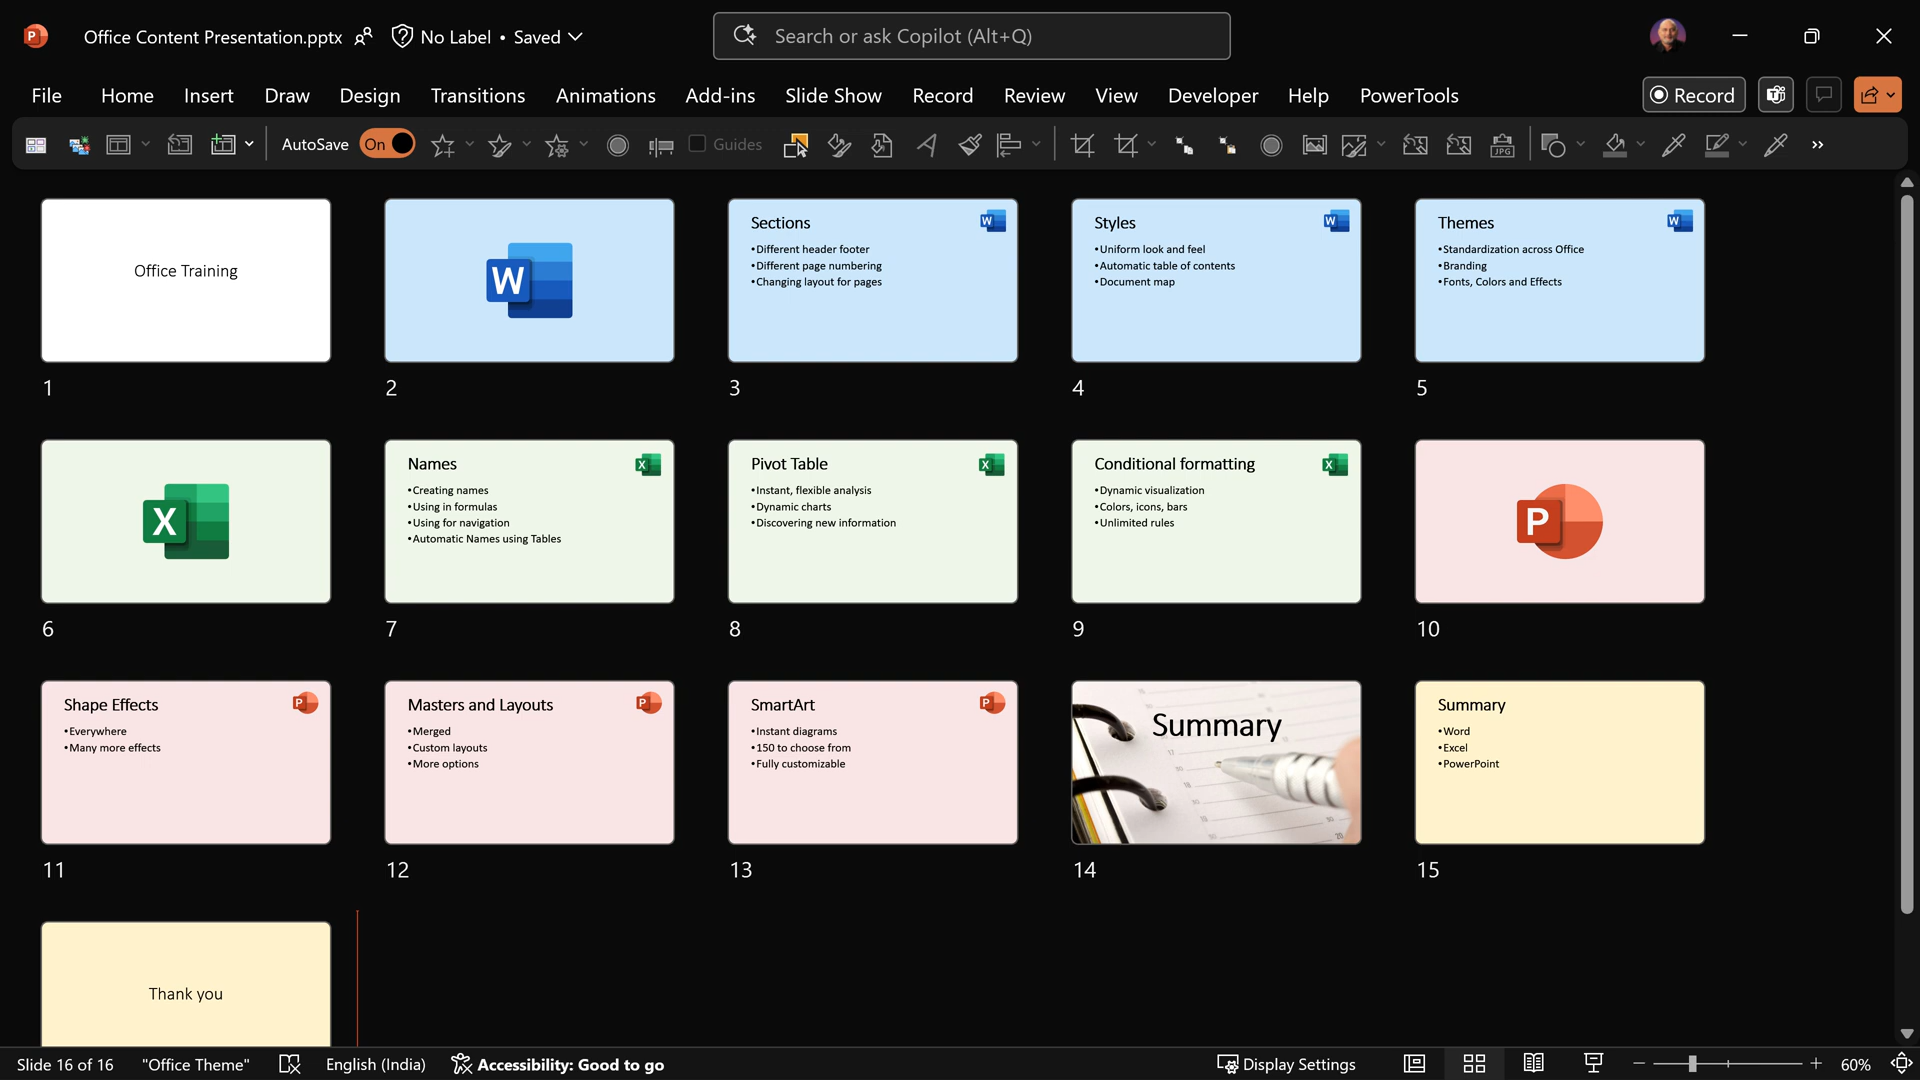 Office Content Presentation.pptx
No Label • Saved
Search or ask Copilot (Alt+Q)
File Home Insert Draw Design Transitions Animations Add-ins Slide Show Record Review View Developer Help PowerTools
Record
AutoSave On
Guides
JPG
Office Training
W
Sections
•Different header footer
•Different page numbering
•Changing layout for pages
W
Styles
•Uniform look and feel
•Automatic table of contents
•Document map
W
Themes
•Standardization across Office
•Branding
•Fonts, Colors and Effects
W
1 2 3 4 5
X
Names
•Creating names
•Using in formulas
•Using for navigation
•Automatic Names using Tables
X
Pivot Table
•Instant, flexible analysis
•Dynamic charts
•Discovering new information
X
Conditional formatting
•Dynamic visualization
•Colors, icons, bars
•Unlimited rules
X
P
6 7 8 9 10
Shape Effects
•Everywhere
•Many more effects
P
Masters and Layouts
•Merged
•Custom layouts
•More options
P
SmartArt
•Instant diagrams
•150 to choose from
•Fully customizable
P
Summary
Summary
•Word
•Excel
•PowerPoint
11 12 13 14 15
Thank you
Slide 16 of 16 "Office Theme" English (India) Accessibility: Good to go Display Settings 60%